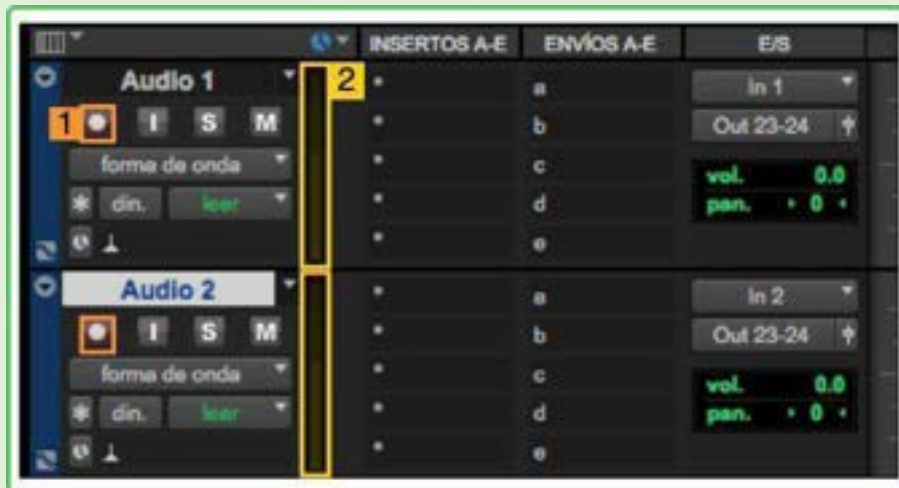 INSERTOS A-E ENVÍOS A-E E/S
Audio 1 2 a In 1
1 I S M b Out 23-24
forma de onda c
vol. 0.0
din. leer d
pan. 0
e
Audio 2 a In 2
I S M b Out 23-24
forma de onda c
vol. 0.0
din. leer d
pan. 0
e